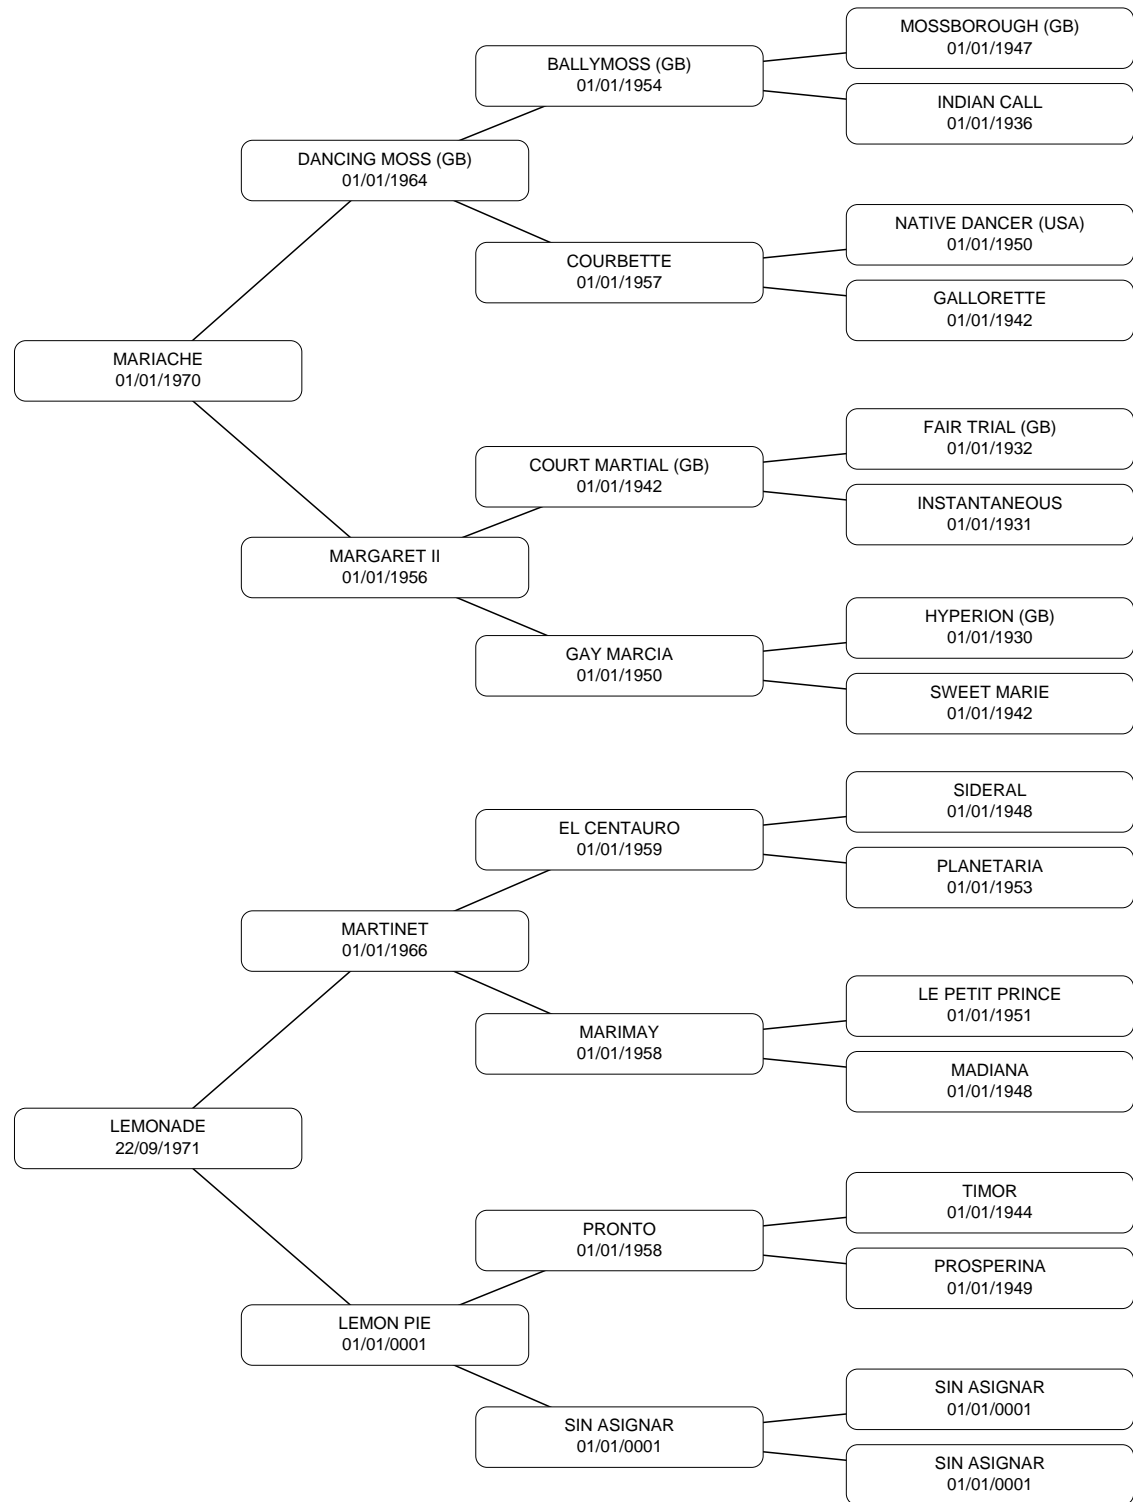 MOSSBOROUGH (GB)
01/01/1947
BALLYMOSS (GB)
01/01/1954
INDIAN CALL
01/01/1936
DANCING MOSS (GB)
01/01/1964
NATIVE DANCER (USA)
01/01/1950
COURBETTE
01/01/1957
GALLORETTE
01/01/1942
MARIACHE
01/01/1970
FAIR TRIAL (GB)
01/01/1932
COURT MARTIAL (GB)
01/01/1942
INSTANTANEOUS
01/01/1931
MARGARET II
01/01/1956
HYPERION (GB)
01/01/1930
GAY MARCIA
01/01/1950
SWEET MARIE
01/01/1942
SIDERAL
01/01/1948
EL CENTAURO
01/01/1959
PLANETARIA
01/01/1953
MARTINET
01/01/1966
LE PETIT PRINCE
01/01/1951
MARIMAY
01/01/1958
MADIANA
01/01/1948
LEMONADE
22/09/1971
TIMOR
01/01/1944
PRONTO
01/01/1958
PROSPERINA
01/01/1949
LEMON PIE
01/01/0001
SIN ASIGNAR
01/01/0001
SIN ASIGNAR
01/01/0001
SIN ASIGNAR
01/01/0001